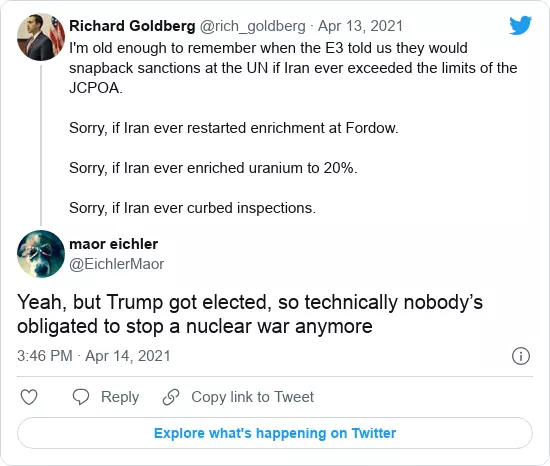 Richard Goldberg @rich_goldberg · Apr 13, 2021
I'm old enough to remember when the E3 told us they would
snapback sanctions at the UN if Iran ever exceeded the limits of the
JCPOA.
Sorry, if Iran ever restarted enrichment at Fordow.
Sorry, if Iran ever enriched uranium to 20%.
Sorry, if Iran ever curbed inspections.
maor eichler
@EichlerMaor
Yeah, but Trump got elected, so technically nobody’s
obligated to stop a nuclear war anymore
3:46 PM · Apr 14, 2021
Reply Copy link to Tweet
Explore what's happening on Twitter